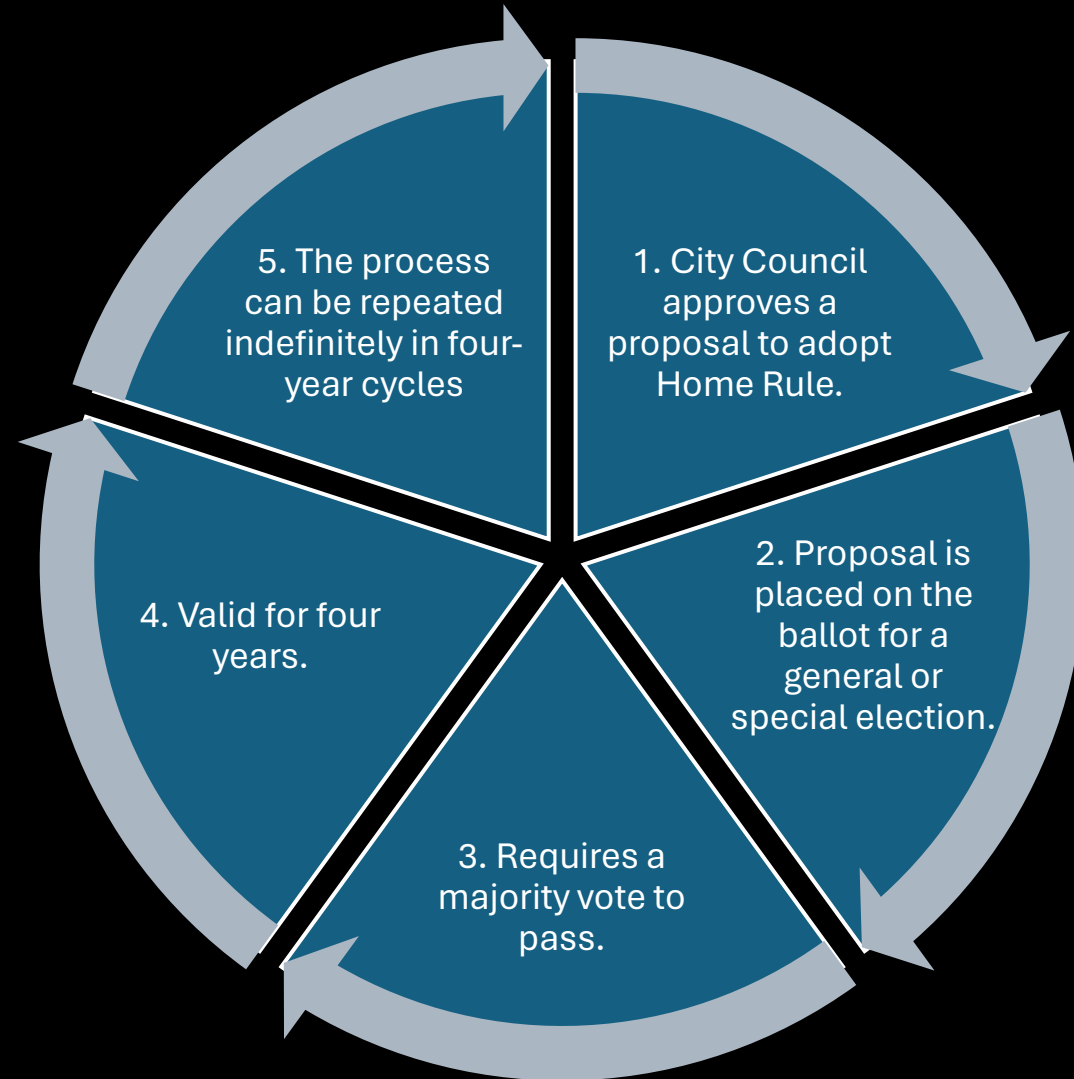 1. City Council
approves a
proposal to adopt
Home Rule.
2. Proposal is
placed on the
ballot for a
general or
special election.
3. Requires a
majority vote to
pass.
4. Valid for four
years.
5. The process
can be repeated
indefinitely in four-
year cycles